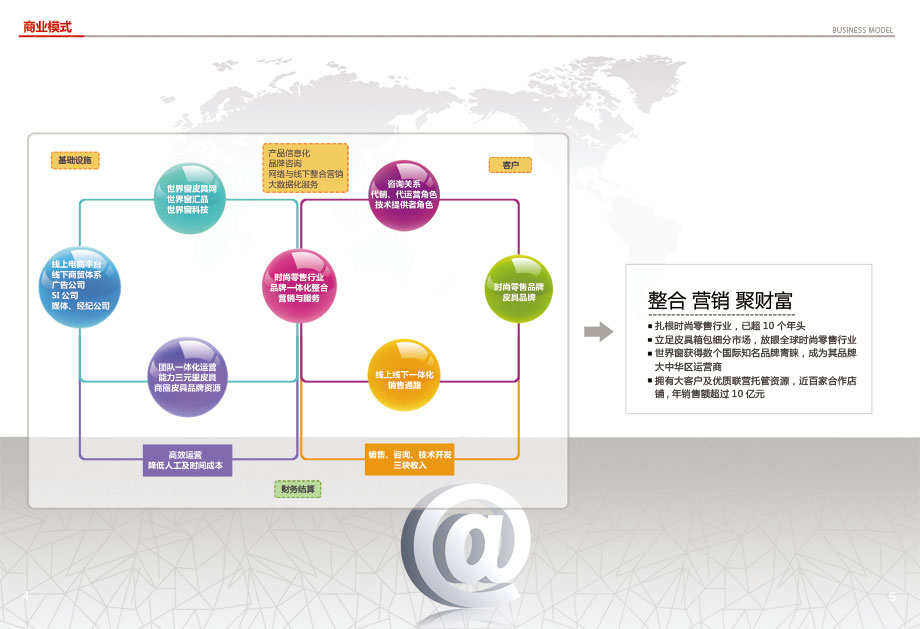 商业模式
BUSINESS MODEL
基础设施
产品信息化
品牌咨询
网络与线下整合营销
大数据化服务
客户
世界窗皮具网
世界窗汇品
世界窗科技
咨询关系
代销、代运营角色
技术提供者角色
线上电商平台
线下商贸体系
广告公司
SI 公司
媒体、经纪公司
时尚零售行业
品牌一体化整合
营销与服务
时尚零售品牌
皮具品牌
团队一体化运营
能力三元里皮具
商圈皮具品牌资源
线上线下一体化
销售通路
高效运营
降低人工及时间成本
销售、咨询、技术开发
三块收入
财务结算
整合 营销 聚财富
扎根时尚零售行业，已超 10 个年头
立足皮具箱包细分市场，放眼全球时尚零售行业
世界窗获得数个国际知名品牌青睐，成为其品牌
大中华区运营商
拥有大客户及优质联营托管资源，近百家合作店
铺，年销售额超过 10 亿元
@
4
5